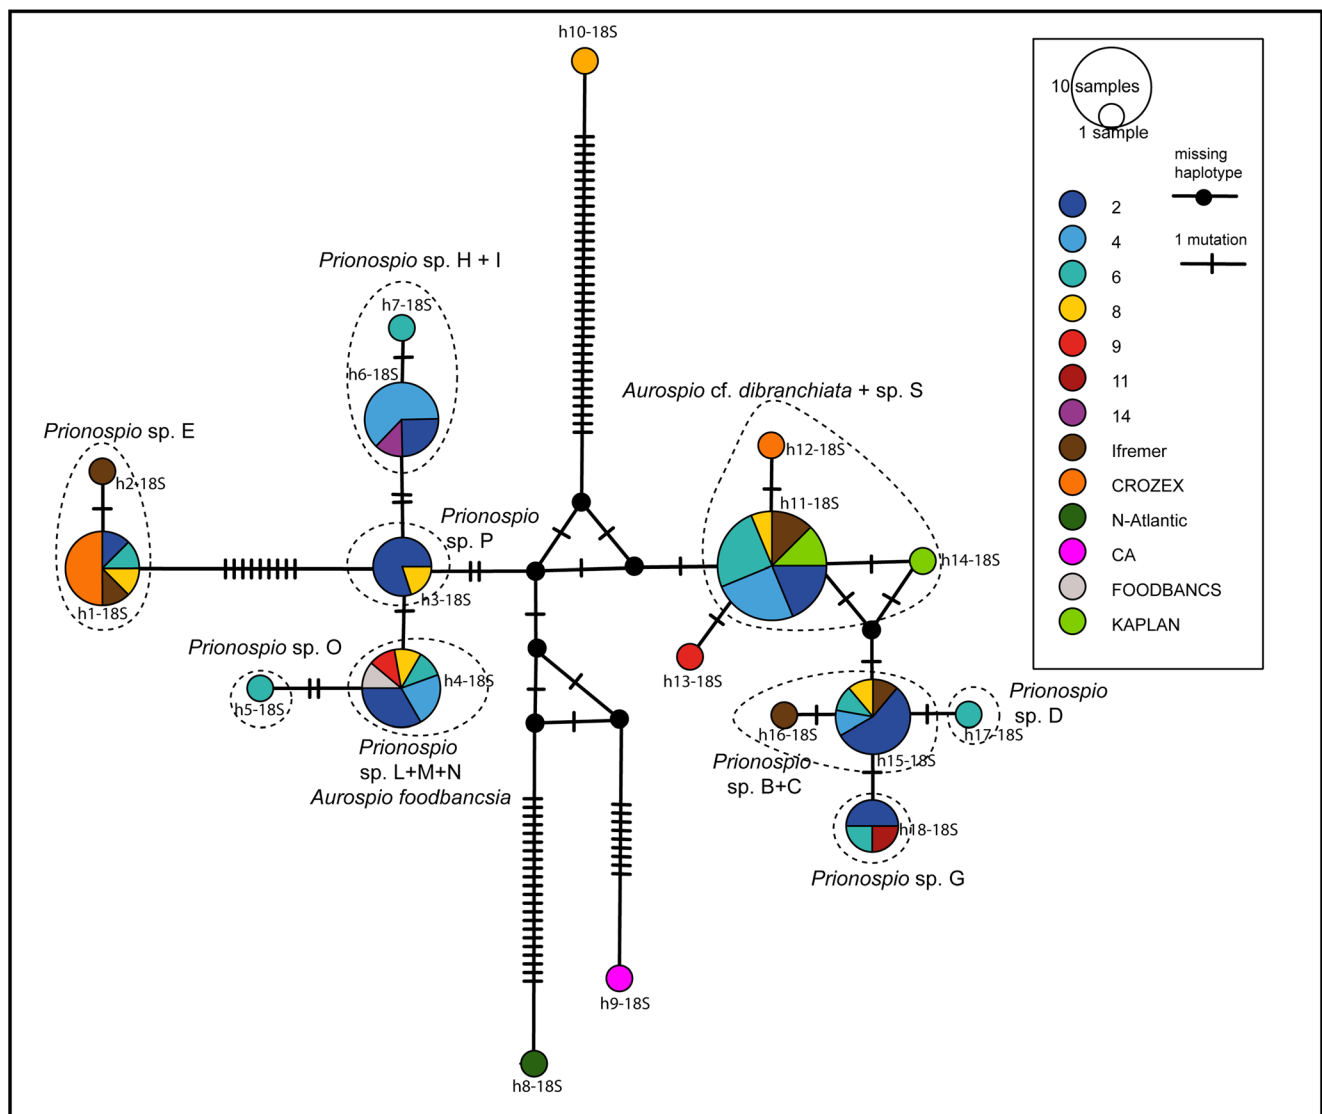 h10-18S
10 samples
1 sample
missing
haplotype
1 mutation
2
4
6
8
9
11
14
Ifremer
CROZEX
N-Atlantic
CA
FOODBANCS
KAPLAN
Prionospio sp. H + I
h7-18S
h6-18S
Aurospio cf. dibranchiata + sp. S
h12-18S
h11-18S
h14-18S
h13-18S
Prionospio sp. E
h2-18S
h1-18S
Prionospio
sp. P
h3-18S
Prionospio sp. O
h5-18S
h4-18S
Prionospio
sp. L+M+N
Aurospio foodbancsia
Prionospio
sp. D
h17-18S
h16-18S
h15-18S
Prionospio
sp. B+C
h18-18S
Prionospio sp. G
h9-18S
h8-18S